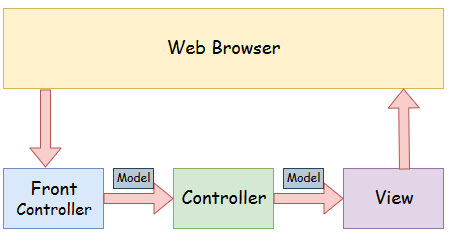 Web Browser
Model
Model
Front
Controller
Controller
View